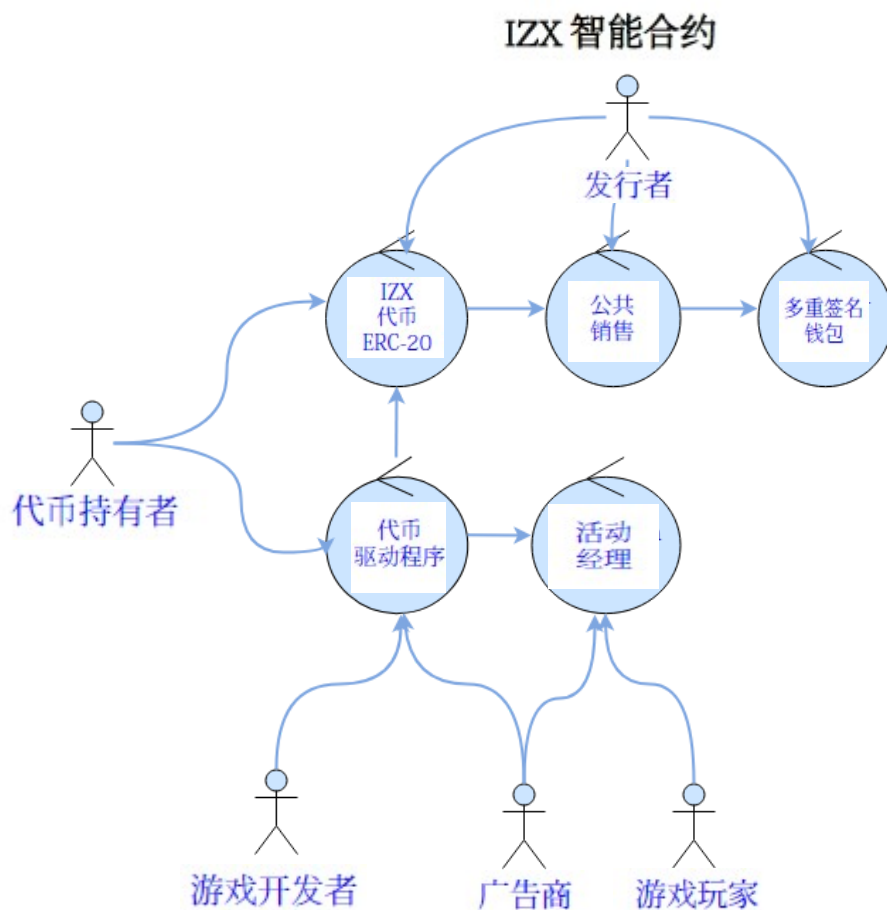 IZX 智能合约
发行者
IZX
代币
ERC-20
公共
销售
多重签名
钱包
代币持有者
代币
驱动程序
活动
经理
游戏开发者
广告商
游戏玩家